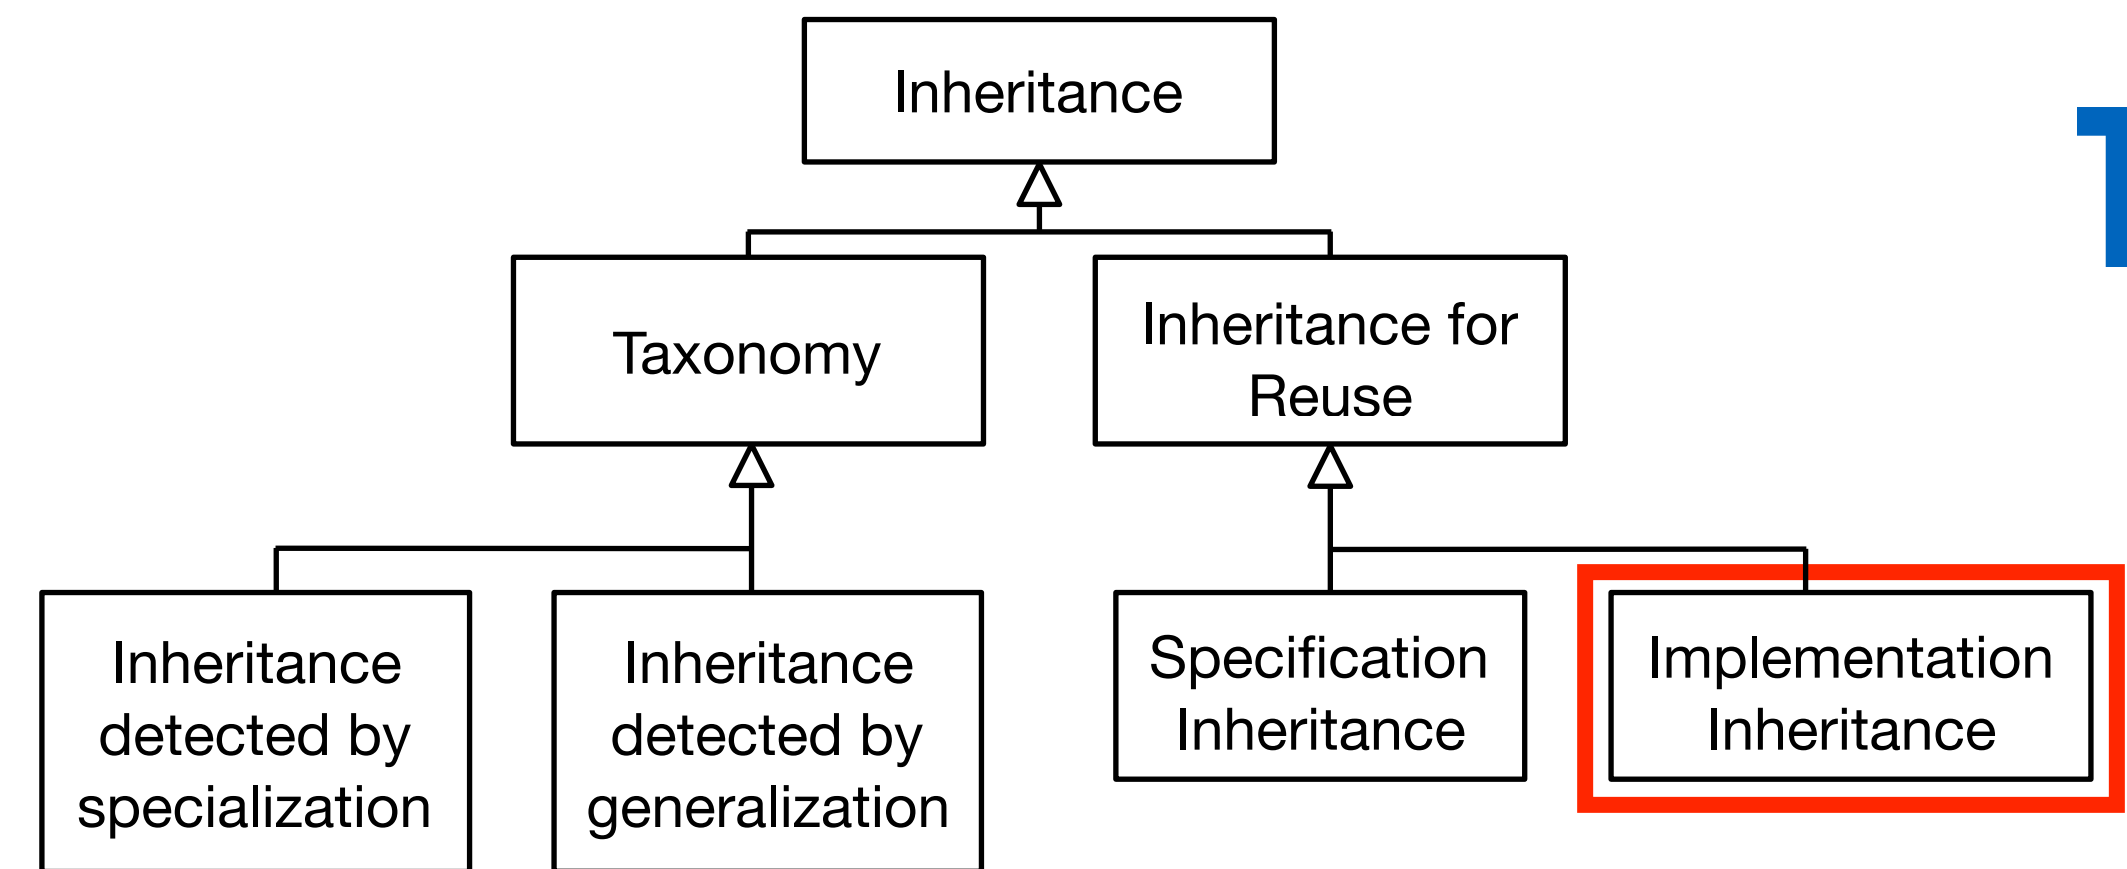 Inheritance
Taxonomy
Inheritance for
Reuse
Inheritance
detected by
specialization
Inheritance
detected by
generalization
Specification
Inheritance
Implementation
Inheritance